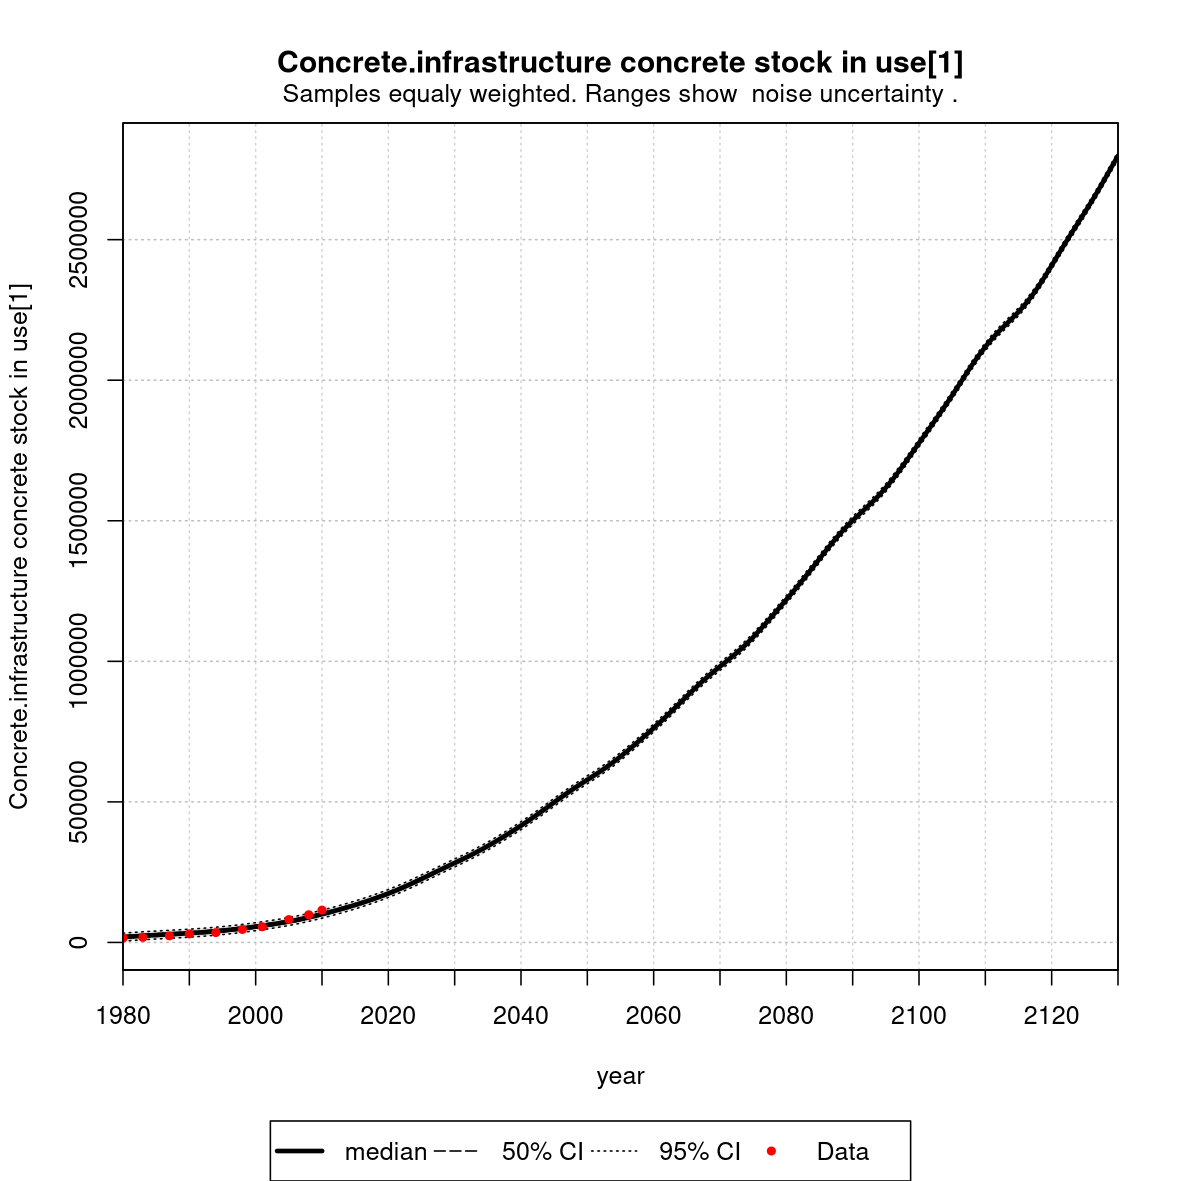 Concrete.infrastructure concrete stock in use[1]
Samples equaly weighted. Ranges show  noise uncertainty .
Concrete.infrastructure concrete stock in use[1]
2500000
2000000
1500000
1000000
500000
0
1980 2000 2020 2040 2060 2080 2100 2120
year
median 50% CI 95% CI Data